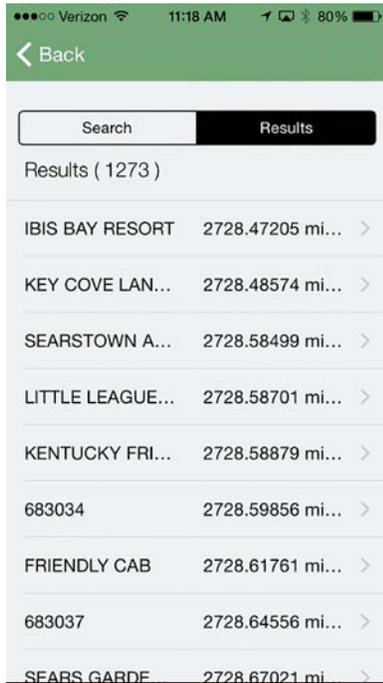 Verizon 11:18 AM 80%
Back
Search Results
Results ( 1273 )
IBIS BAY RESORT 2728.47205 mi...
KEY COVE LAN... 2728.48574 mi...
SEARSTOWN A... 2728.58499 mi...
LITTLE LEAGUE... 2728.58701 mi...
KENTUCKY FRI... 2728.58879 mi...
683034 2728.59856 mi...
FRIENDLY CAB 2728.61761 mi...
683037 2728.64556 mi...
SEARS GARDE... 2728.67021 mi...